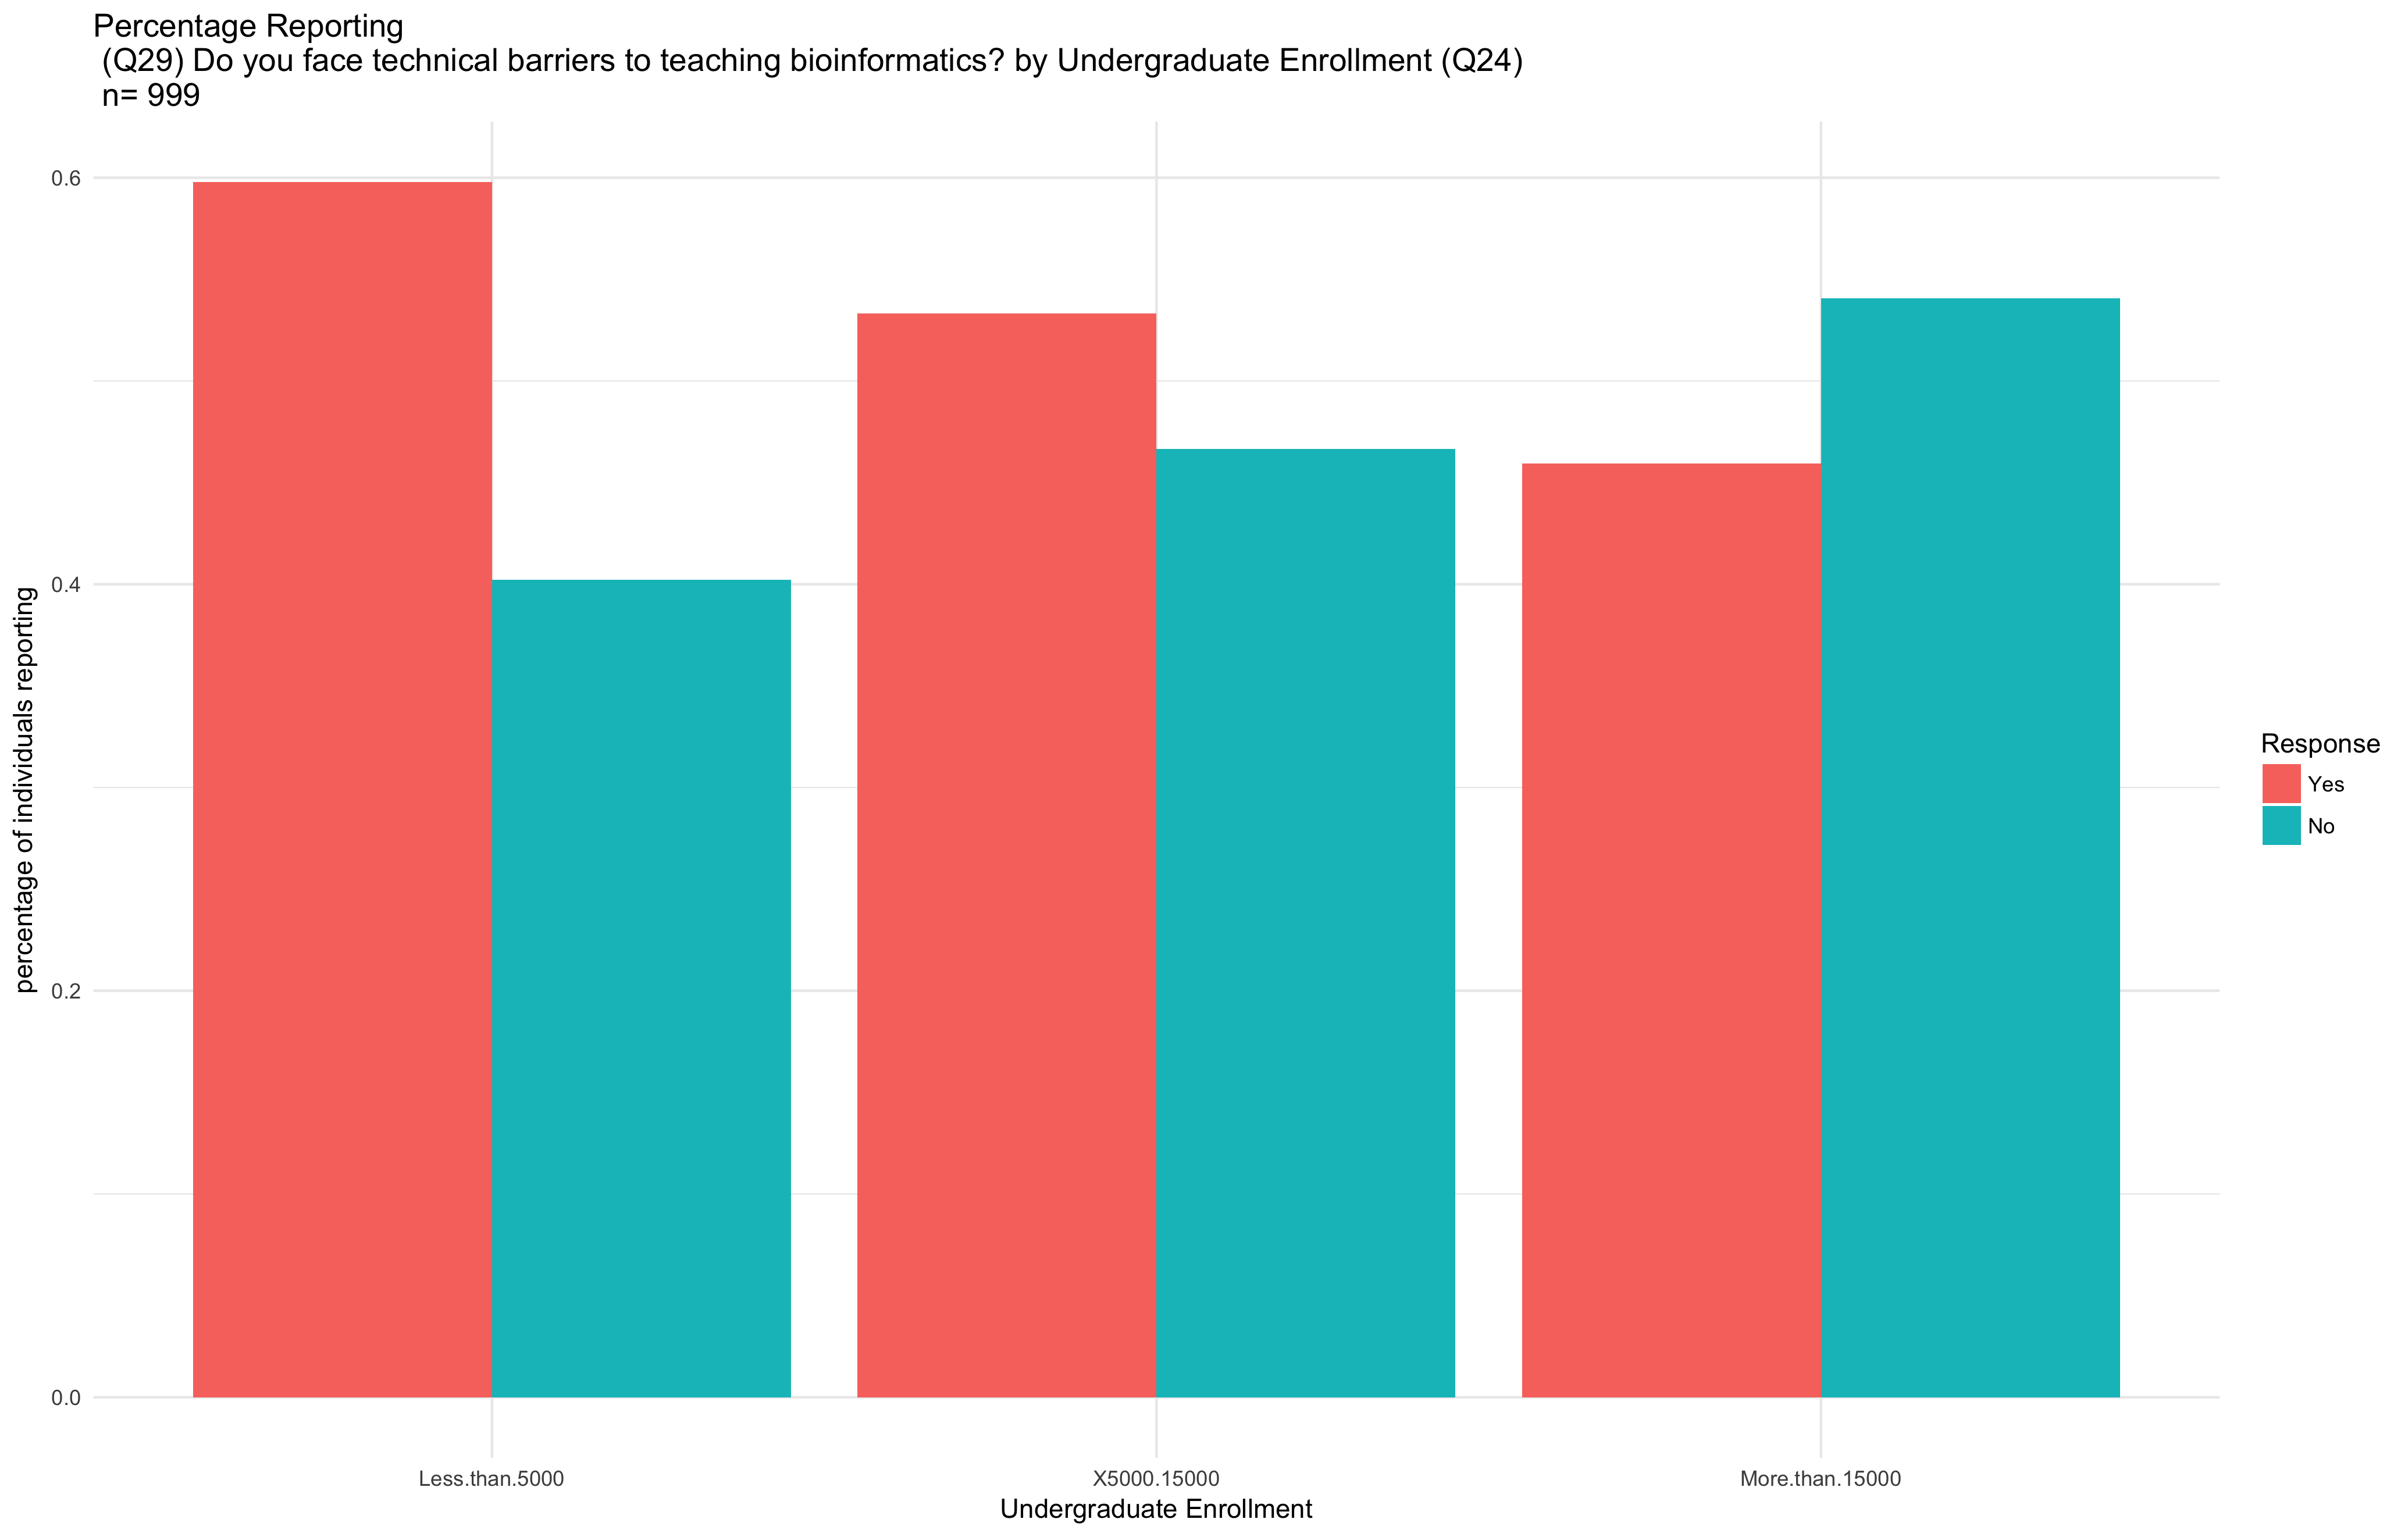 Percentage Reporting
(Q29) Do you face technical barriers to teaching bioinformatics? by Undergraduate Enrollment (Q24)
n= 999
percentage of individuals reporting
0.6
0.4
0.2
0.0
Less.than.5000
X5000.15000
More.than.15000
Undergraduate Enrollment
Response
Yes
No